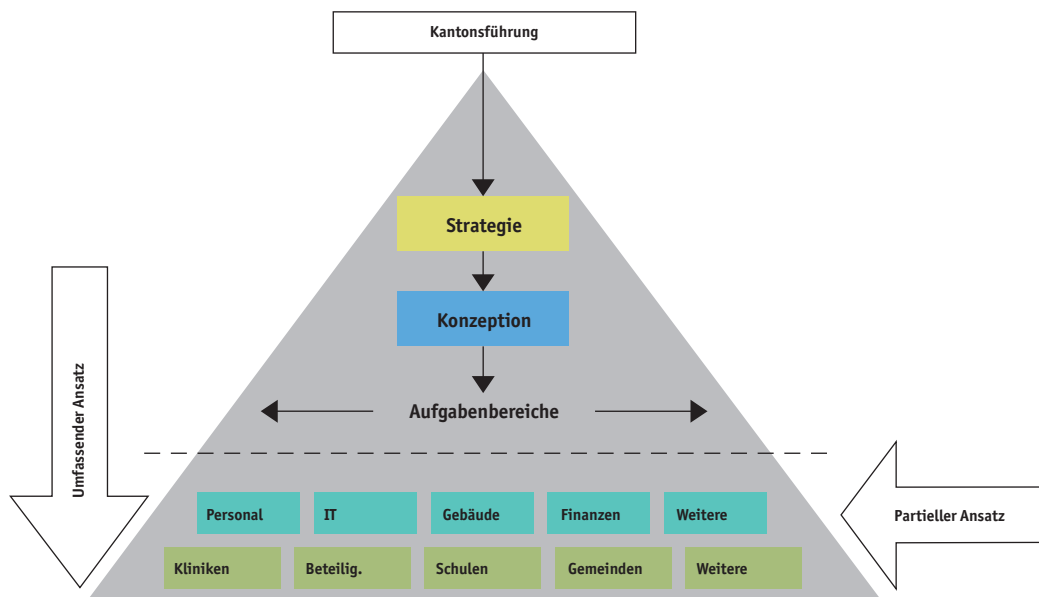 Kantonsführung
Strategie
Konzeption
Aufgabenbereiche
Umfassender Ansatz
Personal
IT
Gebäude
Finanzen
Weitere
Partieller Ansatz
Kliniken
Beteilig.
Schulen
Gemeinden
Weitere